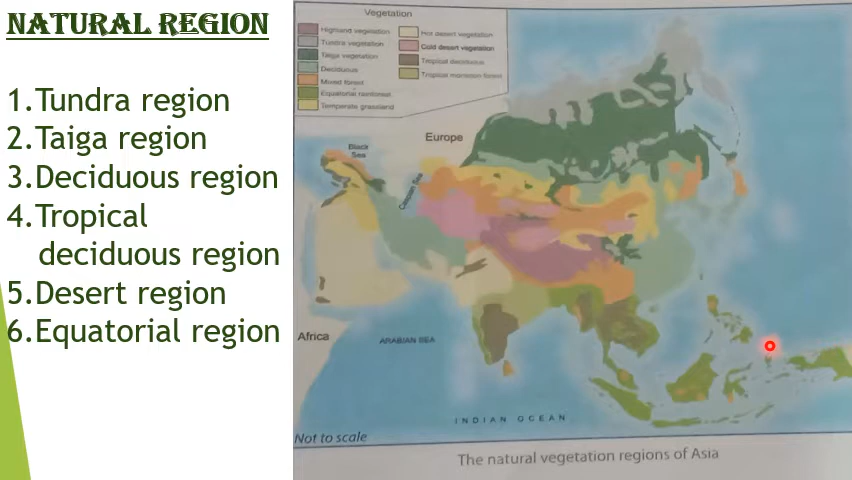 NATURAL REGION
1.Tundra region
2.Taiga region
3.Deciduous region
4.Tropical
deciduous region
5.Desert region
6.Equatorial region
Vegetation
Highland vegetation
Tundra vegetation
Taiga vegetation
Deciduous
Mixed forest
Equatorial rainforest
Temperate grassland
Hot desert vegetation
Cold desert vegetation
Tropical deciduous
Tropical monsoon forest
Europe
Black
Sea
Caspian Sea
Africa
ARABIAN SEA
INDIAN OCEAN
Not to scale
The natural vegetation regions of Asia